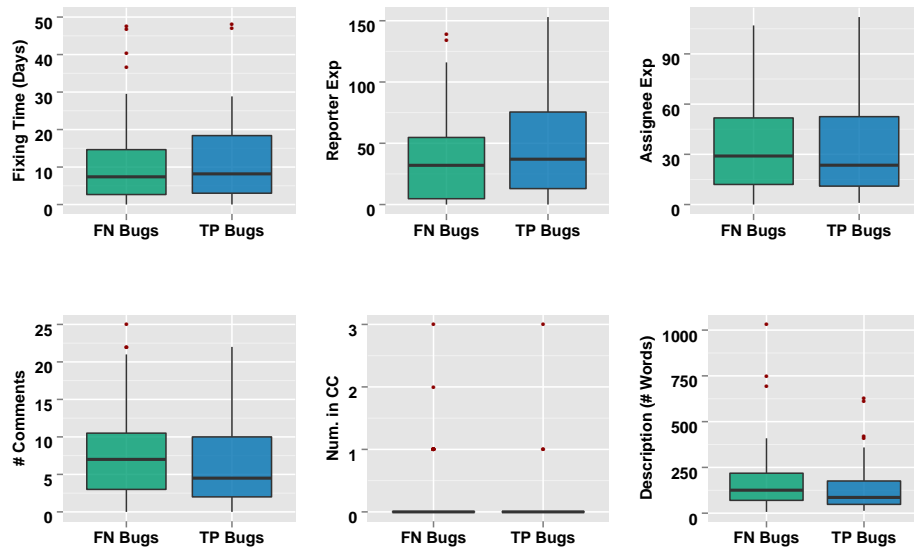 Fixing Time (Days)
50
40
30
20
10
0
FN Bugs
TP Bugs
Reporter Exp
150
100
50
0
FN Bugs
TP Bugs
Assignee Exp
90
60
30
0
FN Bugs
TP Bugs
# Comments
25
20
15
10
5
0
FN Bugs
TP Bugs
Num. in CC
3
2
1
0
FN Bugs
TP Bugs
Description (# Words)
1000
750
500
250
0
FN Bugs
TP Bugs